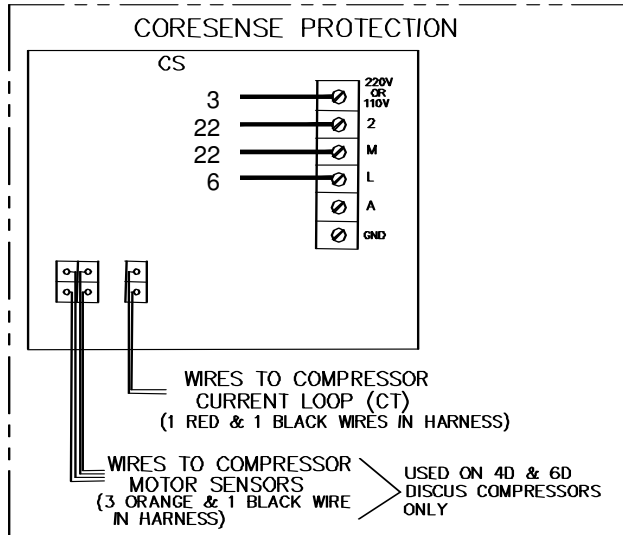 CORESENSE PROTECTION
CS
220V
OR
110V
3
22 2
22 M
6 L
A
GND
WIRES TO COMPRESSOR
CURRENT LOOP (CT)
(1 RED & 1 BLACK WIRES IN HARNESS)
WIRES TO COMPRESSOR
MOTOR SENSORS
(3 ORANGE & 1 BLACK WIRE
IN HARNESS)
USED ON 4D & 6D
DISCUS COMPRESSORS
ONLY